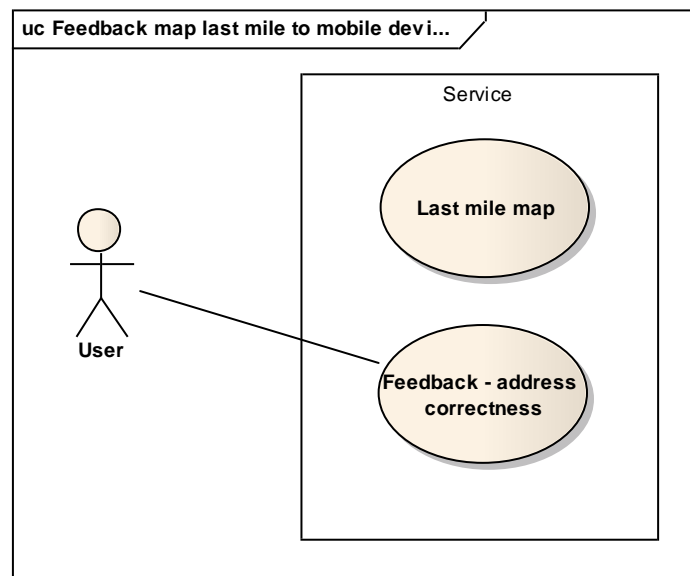 uc Feedback map last mile to mobile devi...
Service
Last mile map
User
Feedback - address
correctness